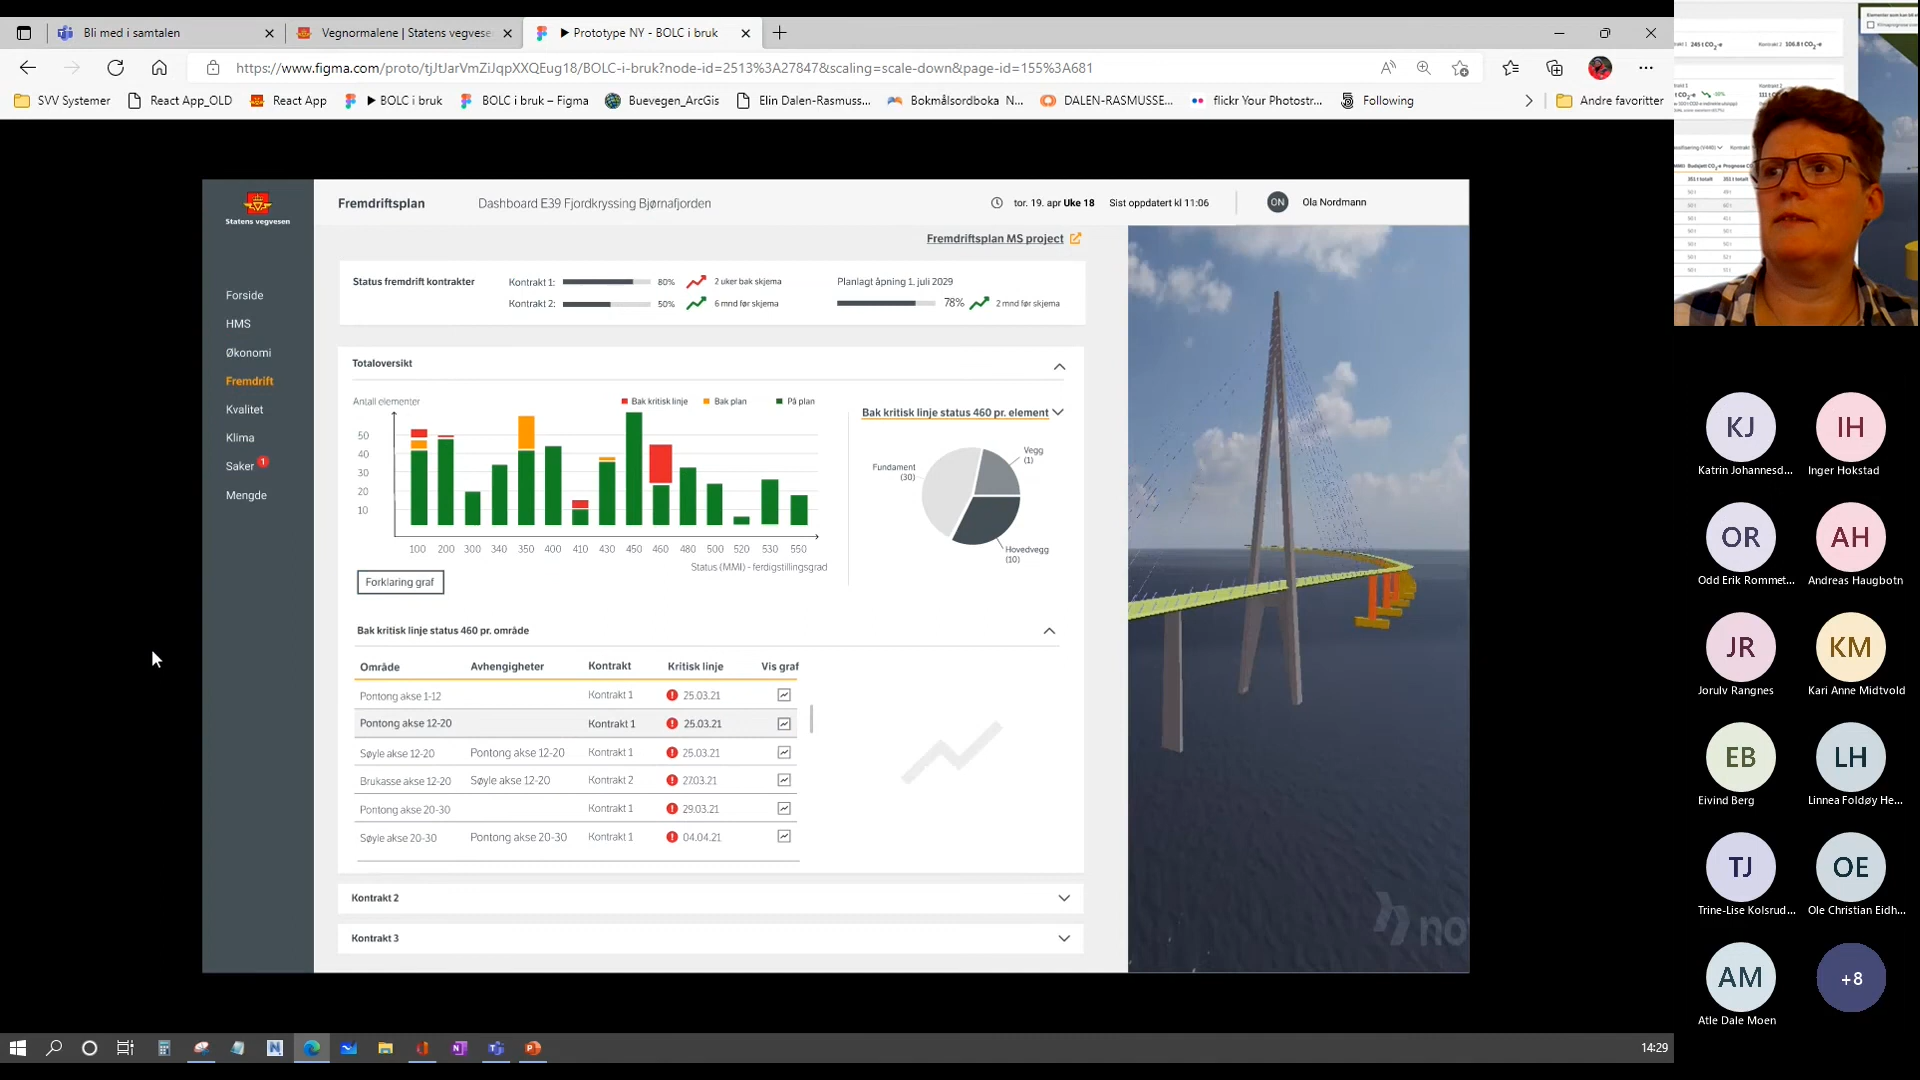 Bli med i samtalen
Vegnormalene | Statens vegvese
Prototype NY - BOLC i bruk
https://www.figma.com/proto/tjJtJarVmZiJqpXXQEug18/BOLC-i-bruk?node-id=2513%3A27847&scaling=scale-down&page-id=155%3A681
SVV Systemer
React App_OLD
React App
BOLC i bruk
BOLC i bruk – Figma
Buevegen_ArcGis
Elin Dalen-Rasmuss...
Bokmålsordboka N...
DALEN-RASMUSSE...
flickr Your Photostr...
Following
Andre favoritter
Statens vegvesen
Fremdriftsplan
Dashboard E39 Fjordkryssing Bjørnafjorden
tor. 19. apr Uke 18
Sist oppdatert kl 11:06
ON
Ola Nordmann
Fremdriftsplan MS project
Forside
HMS
Økonomi
Fremdrift
Kvalitet
Klima
Saker 1
Mengde
Status fremdrift kontrakter
Kontrakt 1: 80% 2 uker bak skjema
Kontrakt 2: 50% 6 mnd før skjema
Planlagt åpning 1. juli 2029
78% 2 mnd før skjema
Totaloversikt
Antall elementer
Bak kritisk linje Bak plan På plan
50
40
30
20
10
100 200 300 340 350 400 410 430 450 460 480 500 520 530 550
Status (MMI) - ferdigstillingsgrad
Forklaring graf
Bak kritisk linje status 460 pr. element
Vegg
(1)
Fundament
(30)
Hovedvegg
(10)
Bak kritisk linje status 460 pr. område
Område Avhengigheter Kontrakt Kritisk linje Vis graf
Pontong akse 1-12 Kontrakt 1 25.03.21
Pontong akse 12-20 Kontrakt 1 25.03.21
Søyle akse 12-20 Pontong akse 12-20 Kontrakt 1 25.03.21
Brukasse akse 12-20 Søyle akse 12-20 Kontrakt 2 27.03.21
Pontong akse 20-30 Kontrakt 1 29.03.21
Søyle akse 20-30 Pontong akse 20-30 Kontrakt 1 04.04.21
Kontrakt 2
Kontrakt 3
no
KJ
Katrin Johannesd...
IH
Inger Hokstad
OR
Odd Erik Rommet...
AH
Andreas Haugbotn
JR
Jorulv Rangnes
KM
Kari Anne Midtvold
EB
Eivind Berg
LH
Linnea Foldøy He...
TJ
Trine-Lise Kolsrud...
OE
Ole Christian Eidh...
AM
Atle Dale Moen
+8
14:29